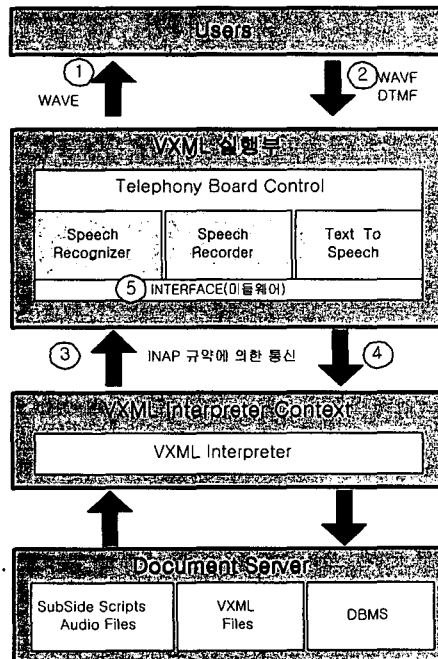 Users
①
WAVE
②
WAVF
DTMF
VXML 실행부
Telephony Board Control
Speech
Recognizer
Speech
Recorder
Text To
Speech
⑤ INTERFACE(미들웨어)
③
INAP 규약에 의한 통신
④
VXML Interpreter Context
VXML Interpreter
Document Server
SubSide Scripts
Audio Files
VXML
Files
DBMS